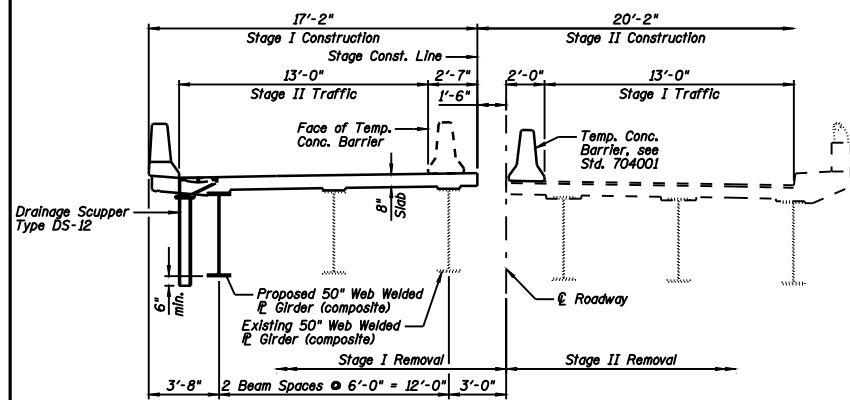 17'-2" 20'-2"
Stage I Construction Stage II Construction
Stage Const. Line
13'-0" 2'-7" 2'-0" 13'-0"
Stage II Traffic Stage I Traffic
1'-6"
Face of Temp.
Conc. Barrier
Temp. Conc.
Barrier, see
Std. 704001
8"
Slab
Drainage Scupper
Type DS-12
6"
min.
Proposed 50" Web Welded
℄ Roadway
PL Girder (composite)
Existing 50" Web Welded
PL Girder (composite)
Stage I Removal Stage II Removal
3'-8" 2 Beam Spaces @ 6'-0" = 12'-0" 3'-0"